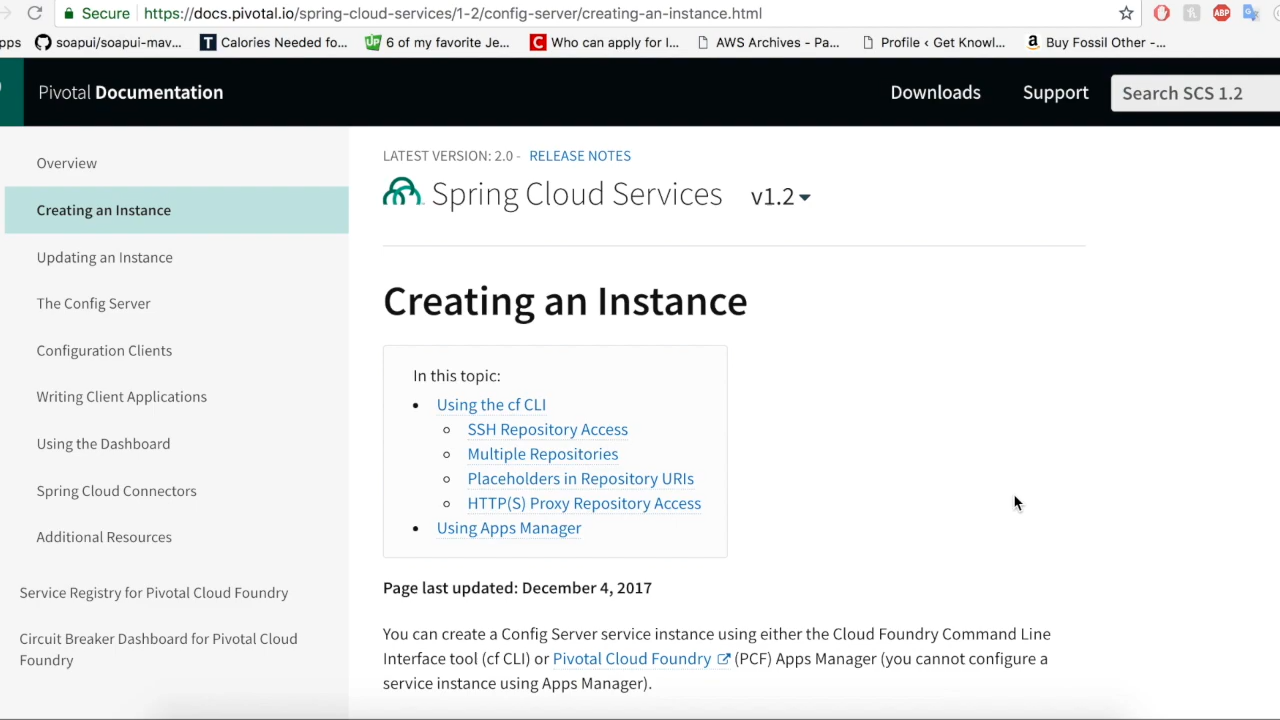 Secure https://docs.pivotal.io/spring-cloud-services/1-2/config-server/creating-an-instance.html
ABP
pps soapui/soapui-mav... T Calories Needed fo... UP 6 of my favorite Je... C Who can apply for I... AWS Archives - Pa... Profile ‹ Get Knowl... a Buy Fossil Other -...
Pivotal Documentation
Downloads
Support
Search SCS 1.2
Overview
Creating an Instance
Updating an Instance
The Config Server
Configuration Clients
Writing Client Applications
Using the Dashboard
Spring Cloud Connectors
Additional Resources
Service Registry for Pivotal Cloud Foundry
Circuit Breaker Dashboard for Pivotal Cloud
Foundry
LATEST VERSION: 2.0 - RELEASE NOTES
Spring Cloud Services v1.2
Creating an Instance
In this topic:
Using the cf CLI
SSH Repository Access
Multiple Repositories
Placeholders in Repository URIs
HTTP(S) Proxy Repository Access
Using Apps Manager
Page last updated: December 4, 2017
You can create a Config Server service instance using either the Cloud Foundry Command Line
Interface tool (cf CLI) or Pivotal Cloud Foundry (PCF) Apps Manager (you cannot configure a
service instance using Apps Manager).